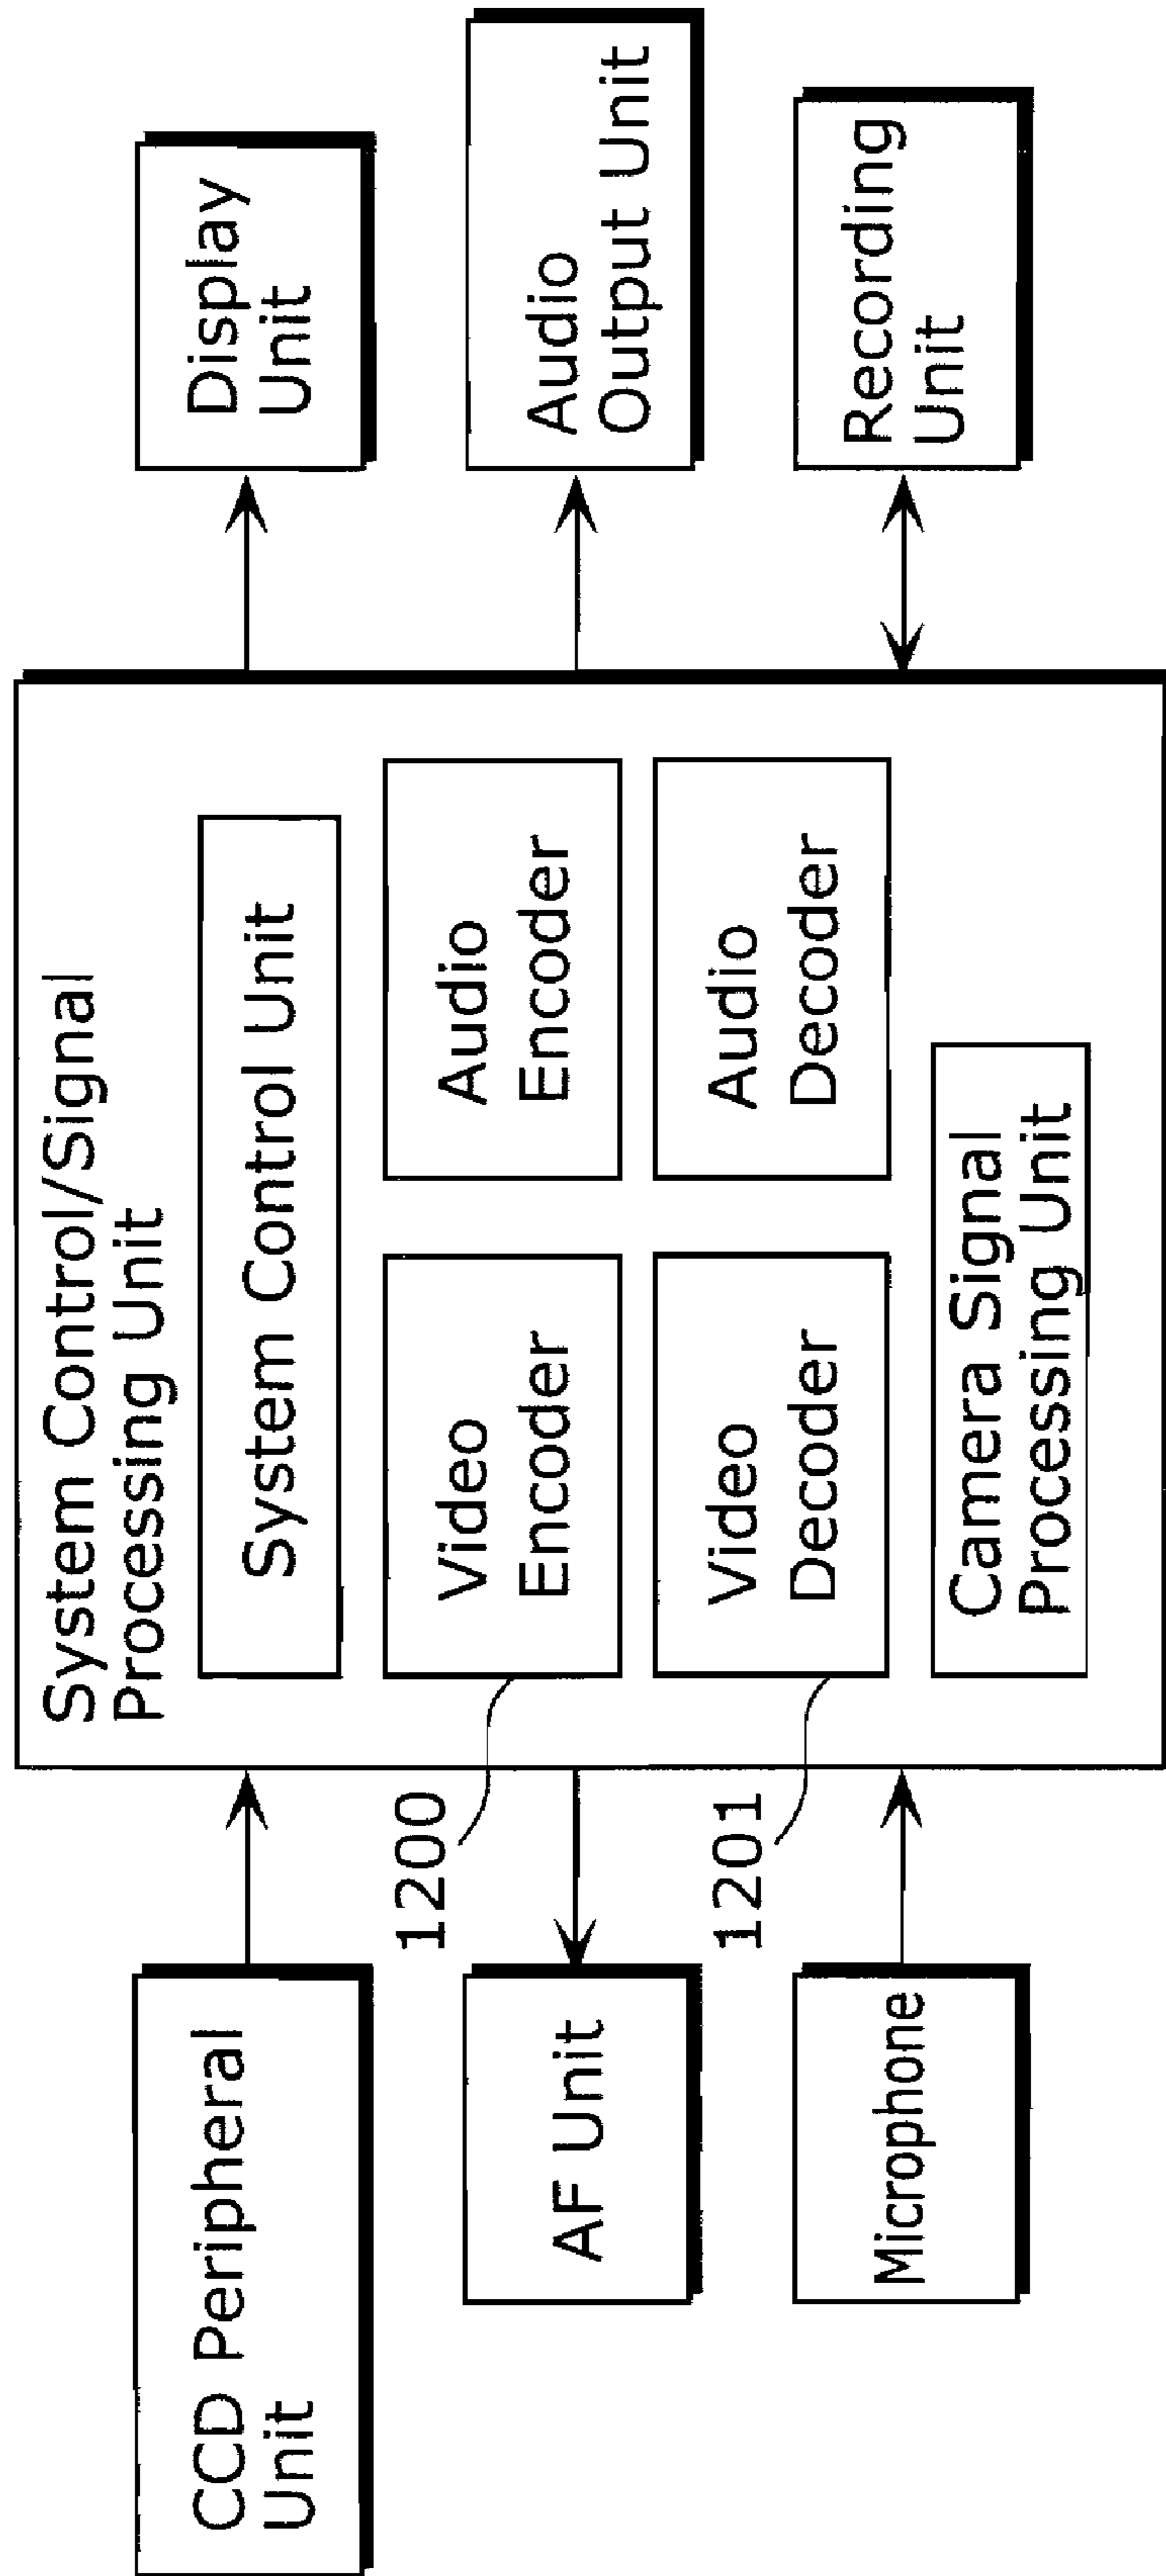 CCD Peripheral
Unit
AF Unit
Microphone
1200
1201
System Control/Signal
Processing Unit
System Control Unit
Video
Encoder
Audio
Encoder
Video
Decoder
Audio
Decoder
Camera Signal
Processing Unit
Display
Unit
Audio
Output Unit
Recording
Unit